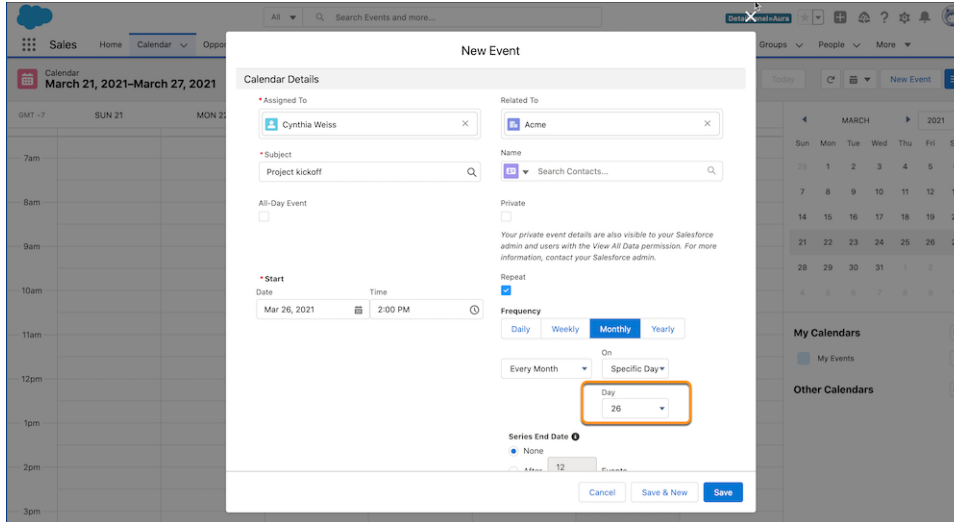 All
Search Events and more...
Sales
Home
Calendar
Groups
People
More
Calendar
March 21, 2021–March 27, 2021
Today
New Event
GMT -7
SUN 21
7am
8am
9am
10am
11am
12pm
1pm
2pm
3pm
New Event
Calendar Details
*Assigned To
Cynthia Weiss
Related To
Acme
*Subject
Project kickoff
Name
Search Contacts...
All-Day Event
Private
Your private event details are also visible to your Salesforce
admin and users with the View All Data permission. For more
information, contact your Salesforce admin.
*Start
Date
Time
Mar 26, 2021
2:00 PM
Repeat
Frequency
Daily
Weekly
Monthly
Yearly
Every Month
On
Specific Day
Day
26
Series End Date
None
After
12
Events
Cancel
Save & New
Save
MARCH
2021
Sun Mon Tue Wed Thu Fri
1 2 3 4 5
7 8 9 10 11 12
14 15 16 17 18 19
21 22 23 24 25 26
28 29 30 31 1 2
4 5 6 7 8 9
My Calendars
My Events
Other Calendars